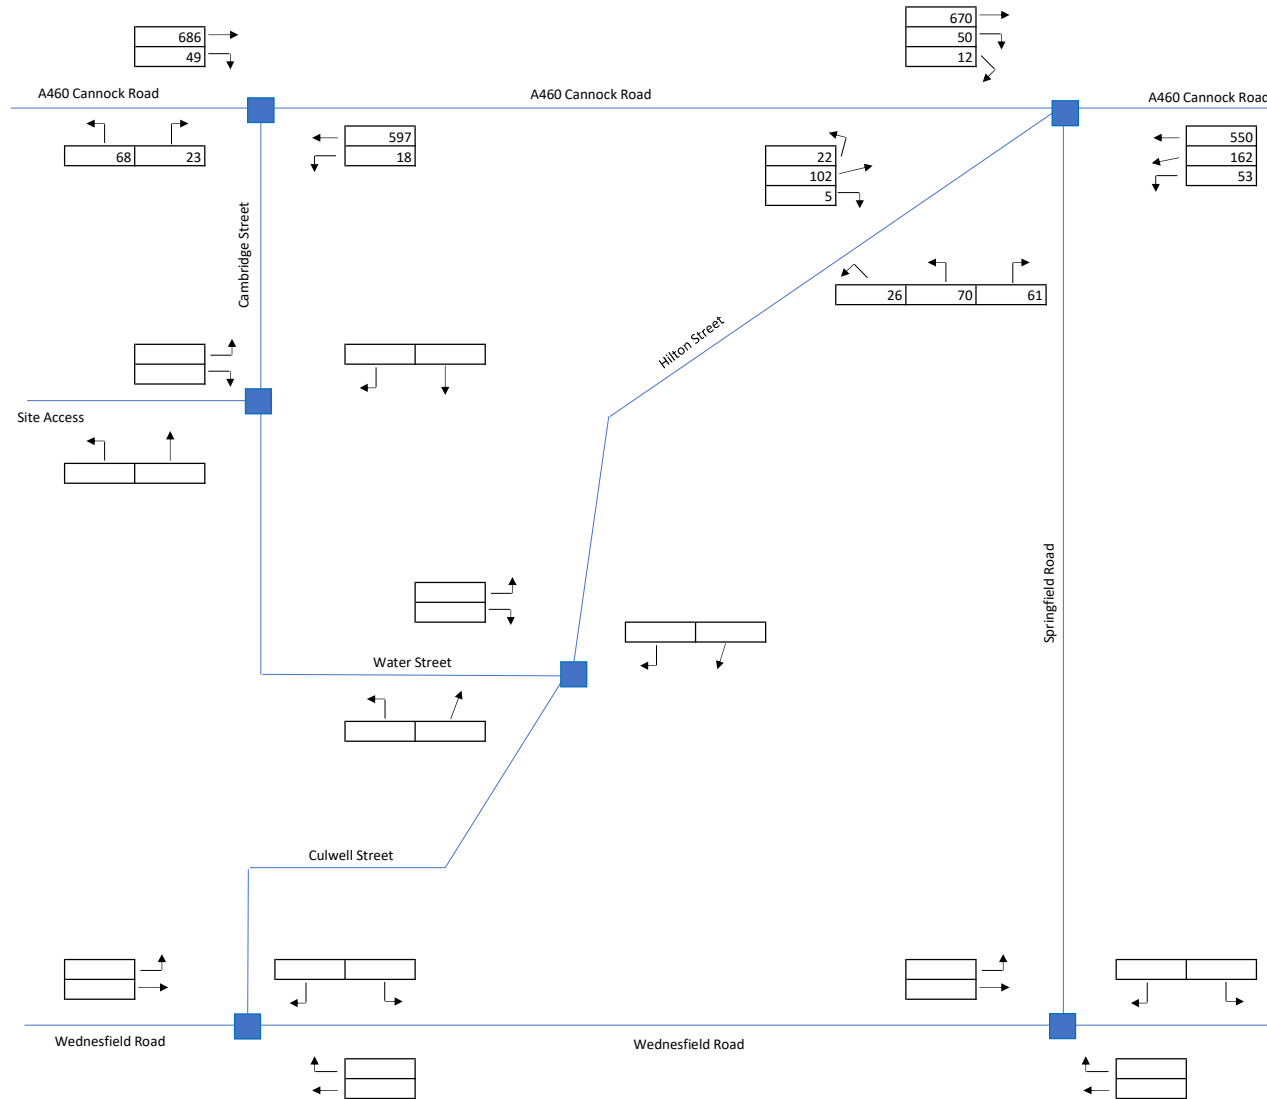 670
50
12
686
49
A460 Cannock Road
A460 Cannock Road
A460 Cannock Road
597
18
68 23
550
162
53
22
102
5
Cambridge Street
26 70 61
Hilton Street
Site Access
Springfield Road
Water Street
Culwell Street
Wednesfield Road
Wednesfield Road